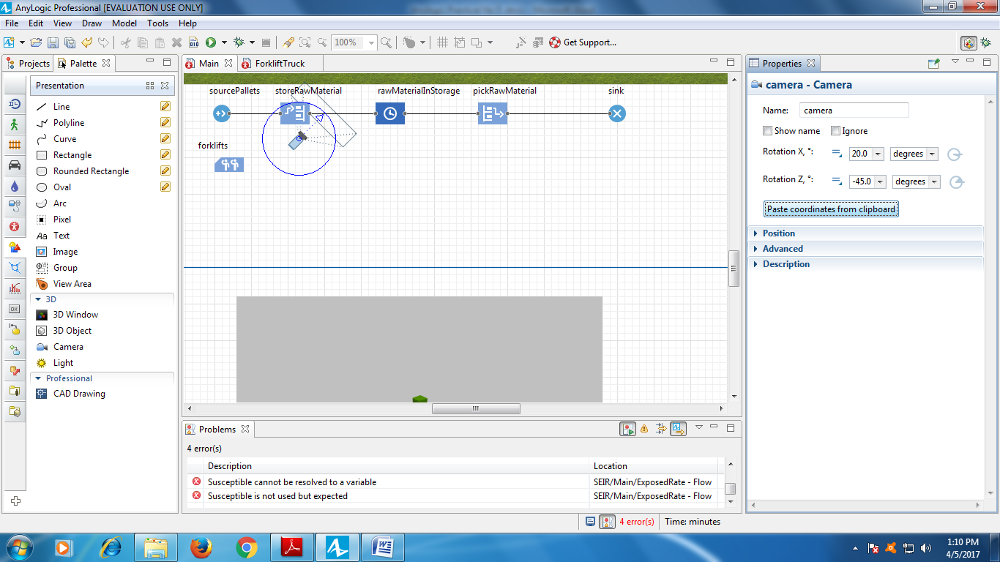 AnyLogic Professional [EVALUATION USE ONLY]
File Edit View Draw Model Tools Help
100% Get Support...
Projects Palette
Presentation
Line
Polyline
Curve
Rectangle
Rounded Rectangle
Oval
Arc
Pixel
Aa Text
Image
Group
View Area
3D
3D Window
3D Object
Camera
Light
Professional
CAD Drawing
Main ForkliftTruck
sourcePallets storeRawMaterial rawMaterialInStorage pickRawMaterial sink
forklifts
Problems
4 error(s)
Description Location
Susceptible cannot be resolved to a variable SEIR/Main/ExposedRate - Flow
Susceptible is not used but expected SEIR/Main/ExposedRate - Flow
Properties
camera - Camera
Name: camera
Show name Ignore
Rotation X, °: 20.0 degrees
Rotation Z, °: -45.0 degrees
Paste coordinates from clipboard
Position
Advanced
Description
4 error(s) Time: minutes
1:10 PM
4/5/2017